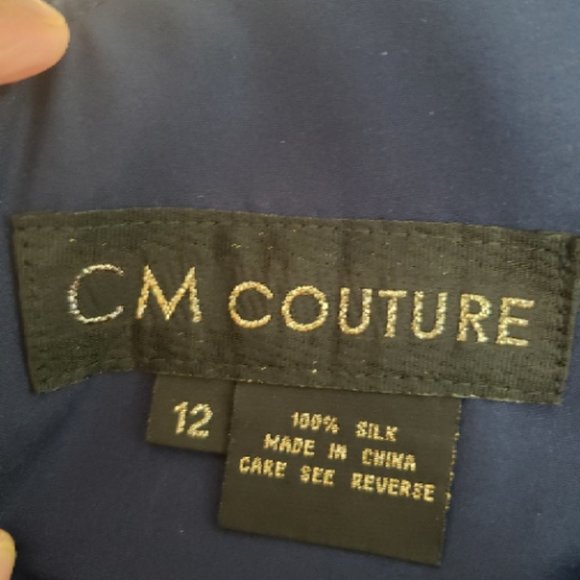 CM COUTURE
12
100% SILK
MADE IN CHINA
CARE SEE REVERSE